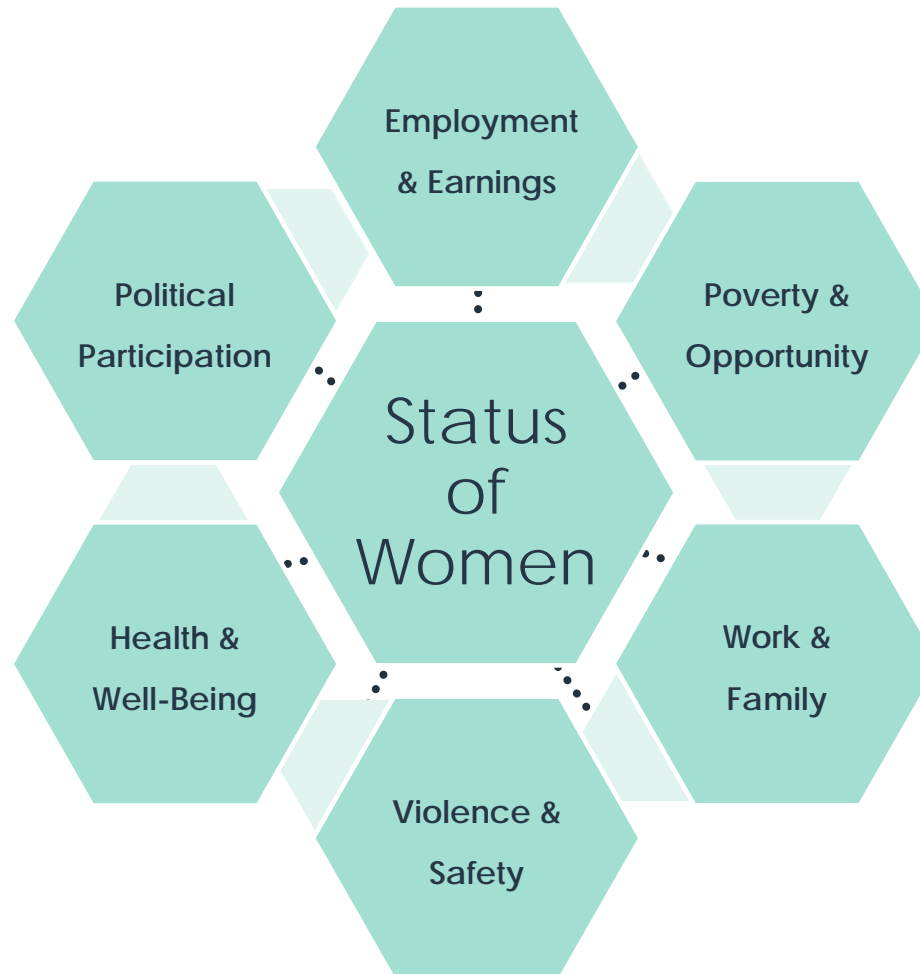 Employment
& Earnings
Political
Participation
Poverty &
Opportunity
Status
of
Women
Health &
Well-Being
Work &
Family
Violence &
Safety